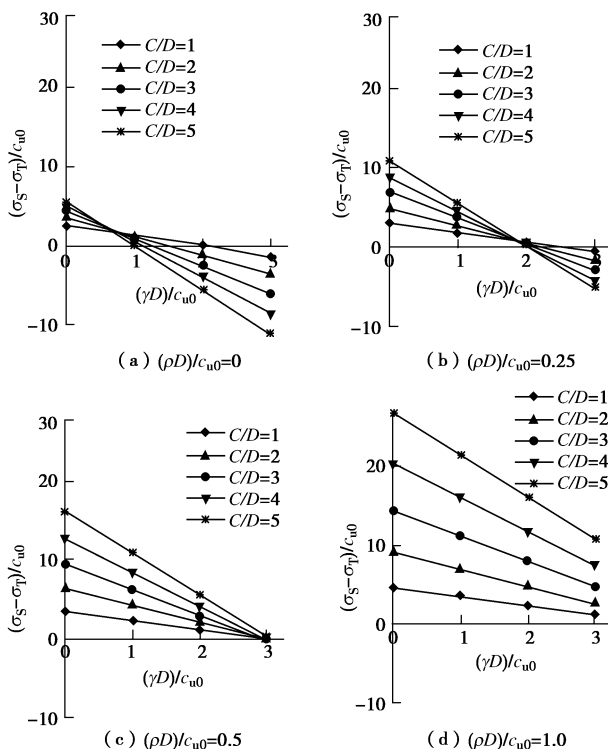 30
20
10
0
-10
(σS−σT)/cu0
C/D=1
C/D=2
C/D=3
C/D=4
C/D=5
0 1 2
(γD)/cu0
(a) (ρD)/cu0=0
30
20
10
0
-10
(σS−σT)/cu0
C/D=1
C/D=2
C/D=3
C/D=4
C/D=5
0 1 2
(γD)/cu0
(b) (ρD)/cu0=0.25
30
20
10
0
-10
(σS−σT)/cu0
C/D=1
C/D=2
C/D=3
C/D=4
C/D=5
0 1 2 3
(γD)/cu0
(c) (ρD)/cu0=0.5
20
10
0
-10
(σS−σT)/cu0
C/D=1
C/D=2
C/D=3
C/D=4
C/D=5
0 1 2 3
(γD)/cu0
(d) (ρD)/cu0=1.0